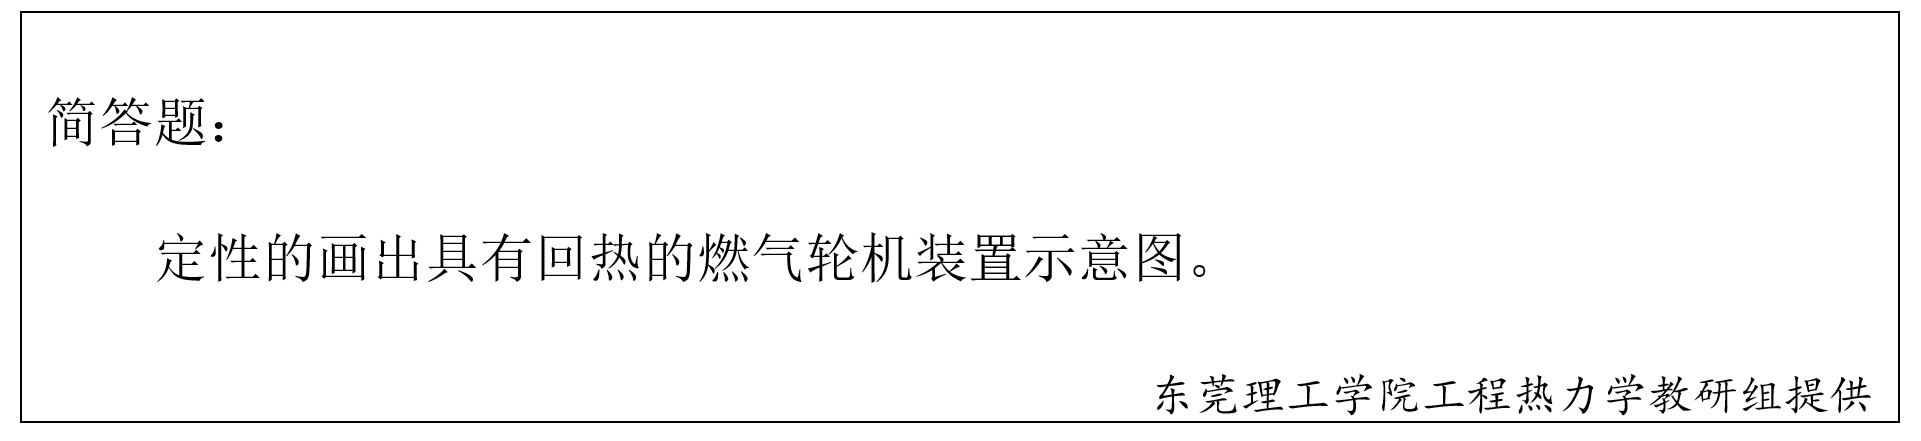 简答题：
定性的画出具有回热的燃气轮机装置示意图。
东莞理工学院工程热力学教研组提供